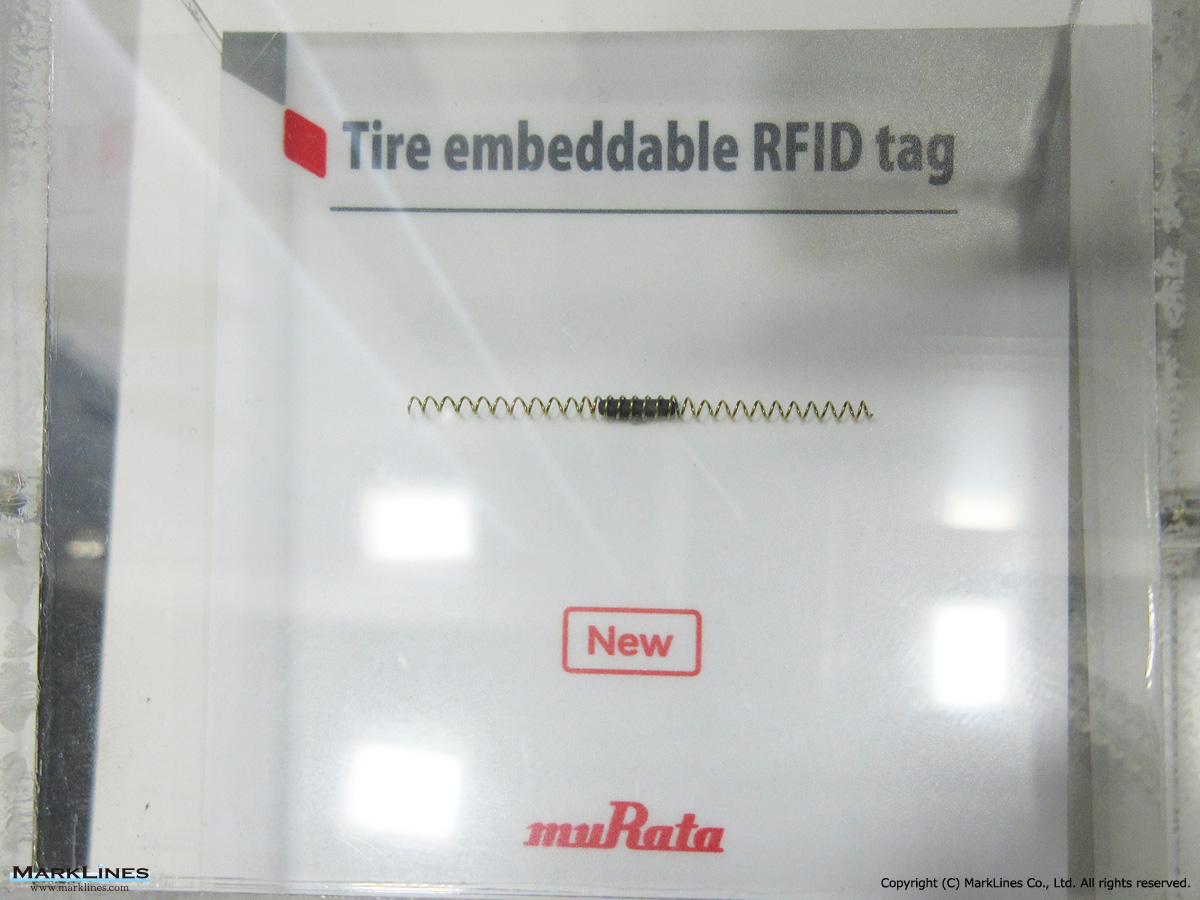 Tire embeddable RFID tag
New
muRata
MARKLINES
www.marklines.com
Copyright (C) MarkLines Co., Ltd. All rights reserved.